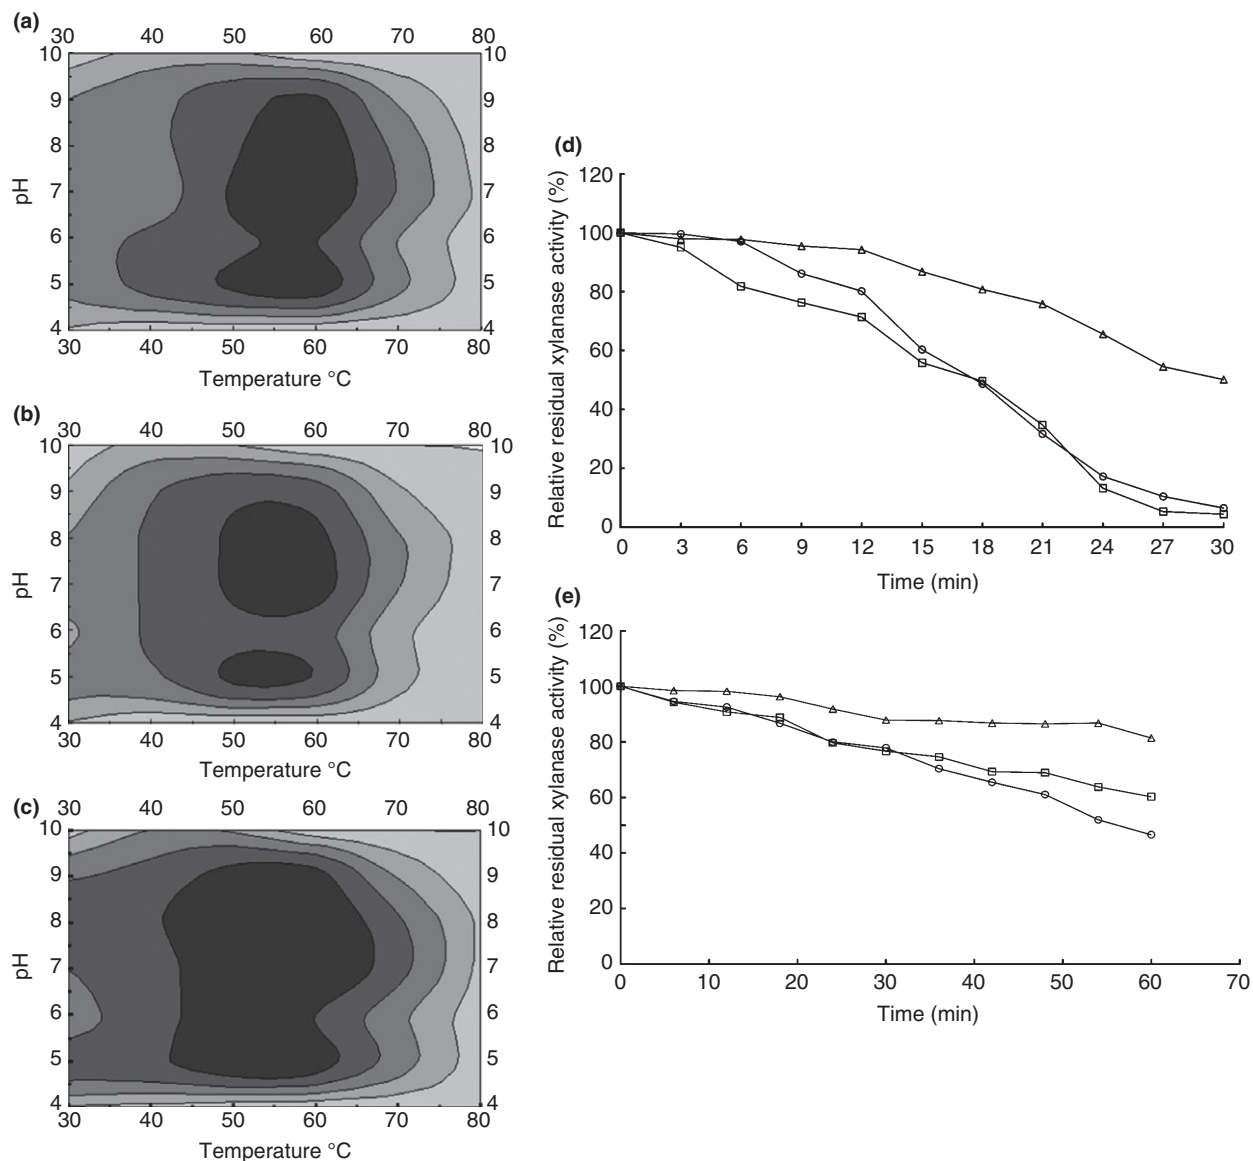 (a)
30 40 50 60 70 80
10 10
9 9
8 8
pH
7 7
6 6
5 5
4 4
30 40 50 60 70 80
Temperature °C
(b)
30 40 50 60 70 80
10 10
9 9
8 8
pH
7 7
6 6
5 5
4 4
30 40 50 60 70 80
Temperature °C
(c)
30 40 50 60 70 80
10 10
9 9
8 8
pH
7 7
6 6
5 5
4 4
30 40 50 60 70 80
Temperature °C
(d)
Relative residual xylanase activity (%)
120
100
80
60
40
20
0
0 3 6 9 12 15 18 21 24 27 30
Time (min)
(e)
Relative residual xylanase activity (%)
120
100
80
60
40
20
0
0 10 20 30 40 50 60 70
Time (min)